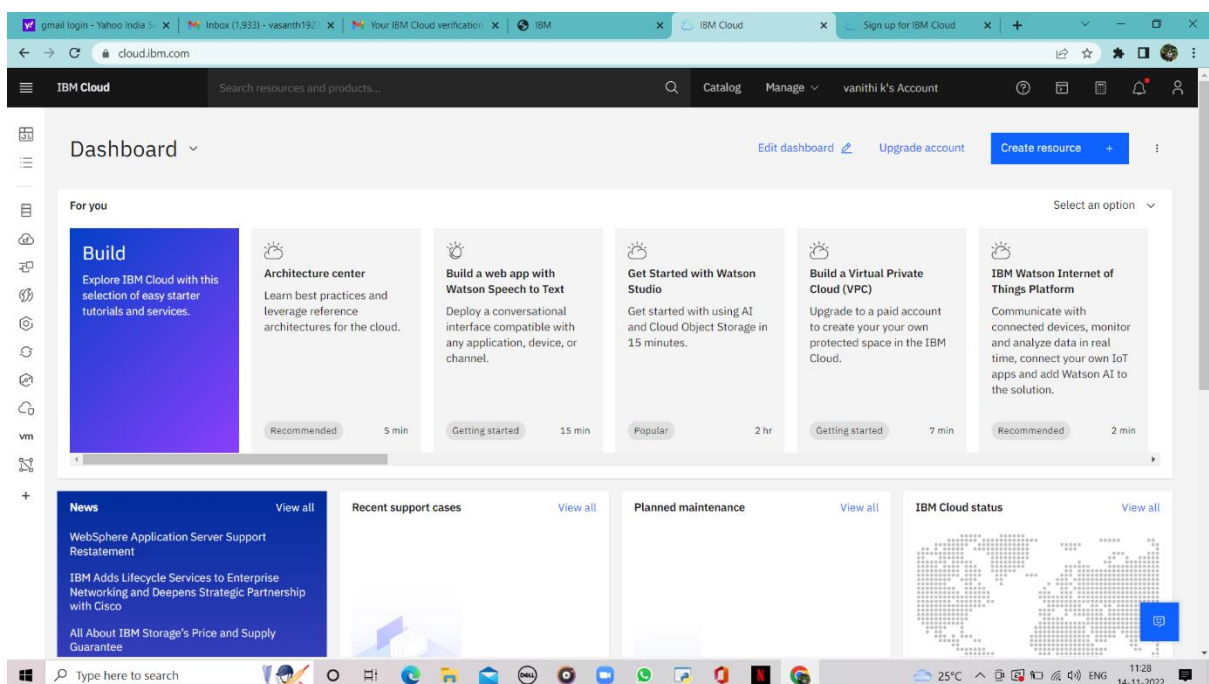 gmail login - Yahoo India Se
Inbox (1,933) - vasanth192
Your IBM Cloud verification
IBM
IBM Cloud
Sign up for IBM Cloud
cloud.ibm.com
IBM Cloud
Search resources and products...
Catalog
Manage
vanithi k's Account
Dashboard
Edit dashboard
Upgrade account
Create resource +
For you
Select an option
Build
Explore IBM Cloud with this
selection of easy starter
tutorials and services.
Architecture center
Learn best practices and
leverage reference
architectures for the cloud.
Recommended
5 min
Build a web app with
Watson Speech to Text
Deploy a conversational
interface compatible with
any application, device, or
channel.
Getting started
15 min
Get Started with Watson
Studio
Get started with using AI
and Cloud Object Storage in
15 minutes.
Popular
2 hr
Build a Virtual Private
Cloud (VPC)
Upgrade to a paid account
to create your your own
protected space in the IBM
Cloud.
Getting started
7 min
IBM Watson Internet of
Things Platform
Communicate with
connected devices, monitor
and analyze data in real
time, connect your own IoT
apps and add Watson AI to
the solution.
Recommended
2 min
vm
News
View all
WebSphere Application Server Support
Restatement
IBM Adds Lifecycle Services to Enterprise
Networking and Deepens Strategic Partnership
with Cisco
All About IBM Storage's Price and Supply
Guarantee
Recent support cases
View all
Planned maintenance
View all
IBM Cloud status
View all
Type here to search
DELL
25°C
ENG
11:28
14-11-2022